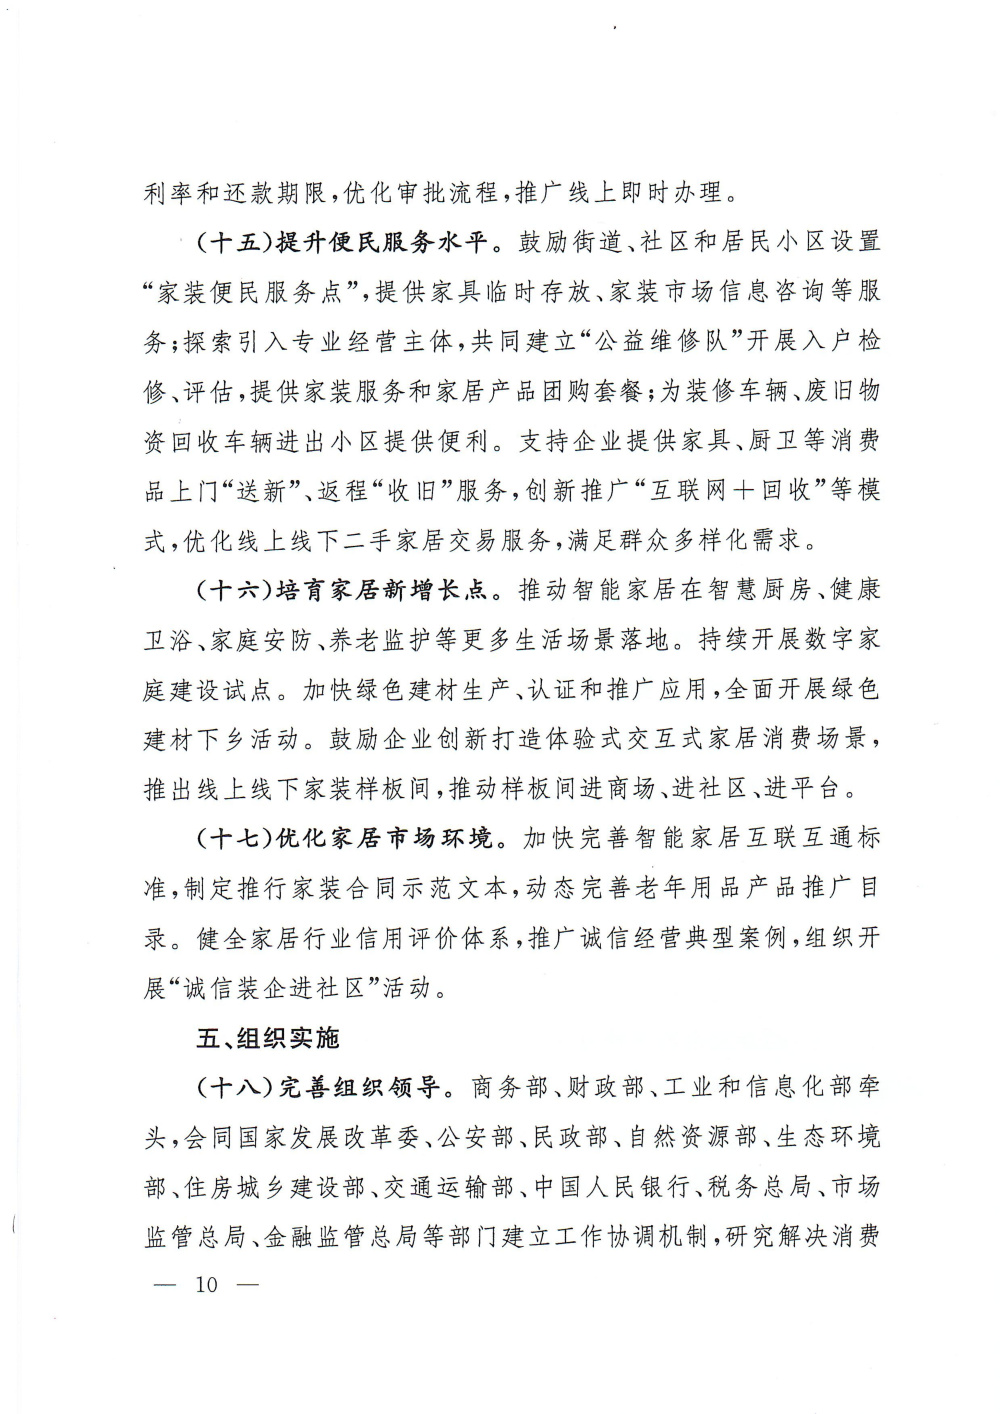 利率和还款期限,优化审批流程,推广线上即时办理。
(十五)提升便民服务水平。鼓励街道、社区和居民小区设置
“家装便民服务点”,提供家具临时存放、家装市场信息咨询等服
务;探索引入专业经营主体,共同建立“公益维修队”开展入户检
修、评估,提供家装服务和家居产品团购套餐;为装修车辆、废旧物
资回收车辆进出小区提供便利。支持企业提供家具、厨卫等消费
品上门“送新”、返程“收旧”服务,创新推广“互联网+回收”等模
式,优化线上线下二手家居交易服务,满足群众多样化需求。
(十六)培育家居新增长点。推动智能家居在智慧厨房、健康
卫浴、家庭安防、养老监护等更多生活场景落地。持续开展数字家
庭建设试点。加快绿色建材生产、认证和推广应用,全面开展绿色
建材下乡活动。鼓励企业创新打造体验式交互式家居消费场景,
推出线上线下家装样板间,推动样板间进商场、进社区、进平台。
(十七)优化家居市场环境。加快完善智能家居互联互通标
准,制定推行家装合同示范文本,动态完善老年用品产品推广目
录。健全家居行业信用评价体系,推广诚信经营典型案例,组织开
展“诚信装企进社区”活动。
五、组织实施
(十八)完善组织领导。商务部、财政部、工业和信息化部牵
头,会同国家发展改革委、公安部、民政部、自然资源部、生态环境
部、住房城乡建设部、交通运输部、中国人民银行、税务总局、市场
监管总局、金融监管总局等部门建立工作协调机制,研究解决消费
— 10 —